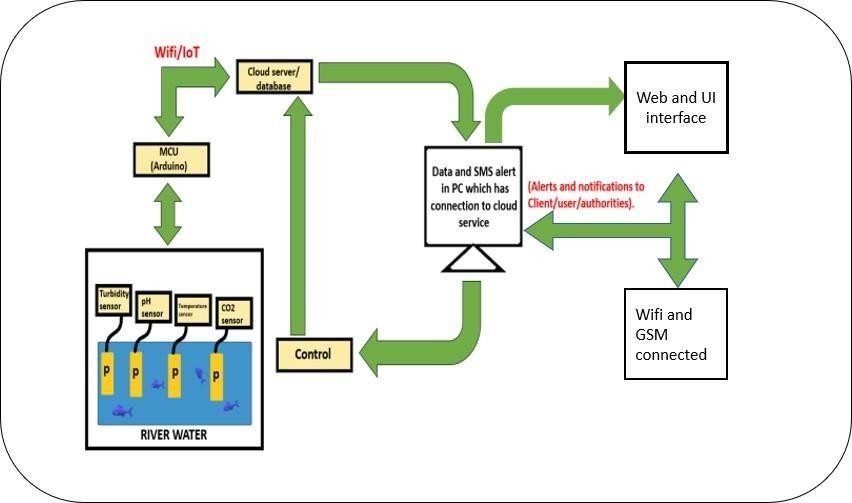 Wifi/IoT
Cloud server/
database
MCU
(Arduino)
Web and UI
interface
Data and SMS alert
in PC which has
connection to cloud
service
(Alerts and notifications to
Client/user/authorities).
Turbidity
sensor
pH
sensor
Temperature
sensor
CO2
sensor
P
P
P
P
RIVER WATER
Control
Wifi and
GSM
connected